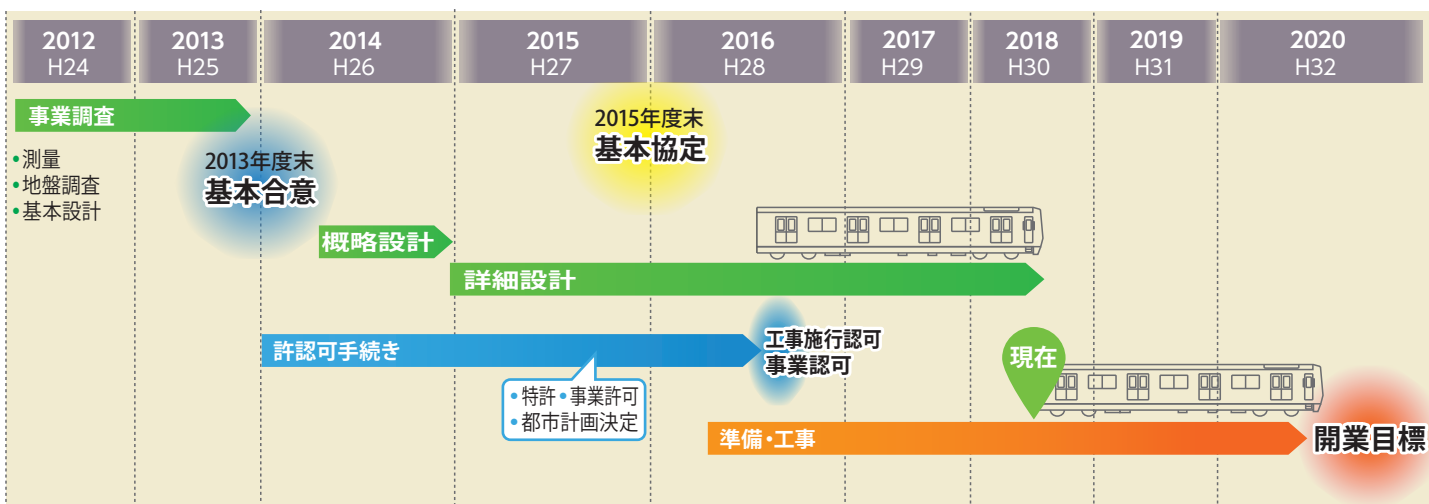 2012 2013 2014 2015 2016 2017 2018 2019 2020
H24 H25 H26 H27 H28 H29 H30 H31 H32
事業調査
•測量
•地盤調査
•基本設計
2013年度末
基本合意
2015年度末
基本協定
概略設計
詳細設計
許認可手続き
•特許•事業許可
•都市計画決定
工事施行認可
事業認可
現在
準備・工事
開業目標